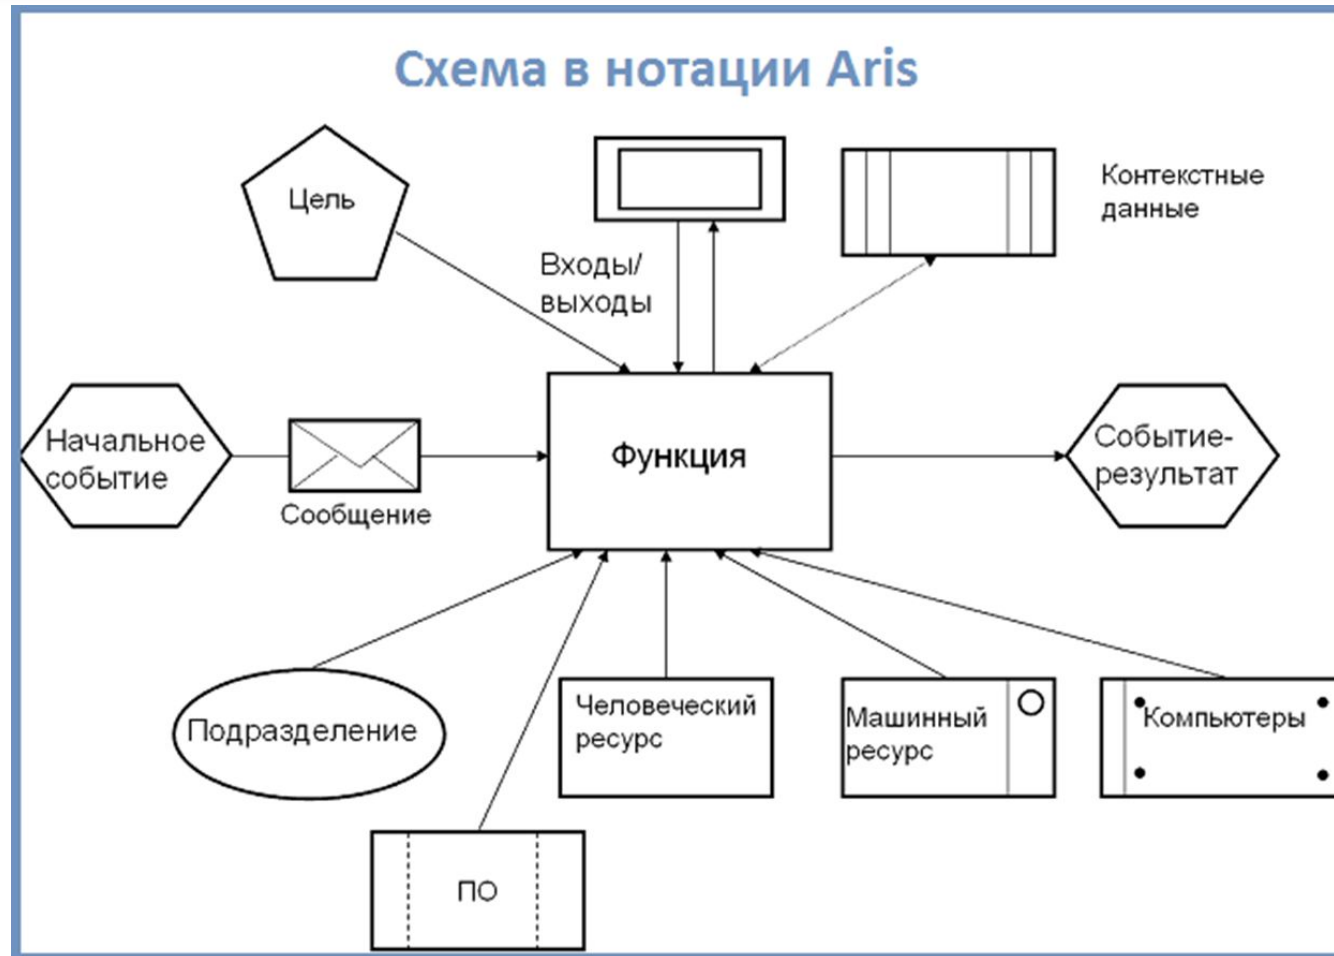 Схема в нотации Aris
Цель
Входы/
выходы
Контекстные
данные
Начальное
событие
Сообщение
Функция
Событие-
результат
Подразделение
Человеческий
ресурс
Машинный
ресурс
Компьютеры
ПО